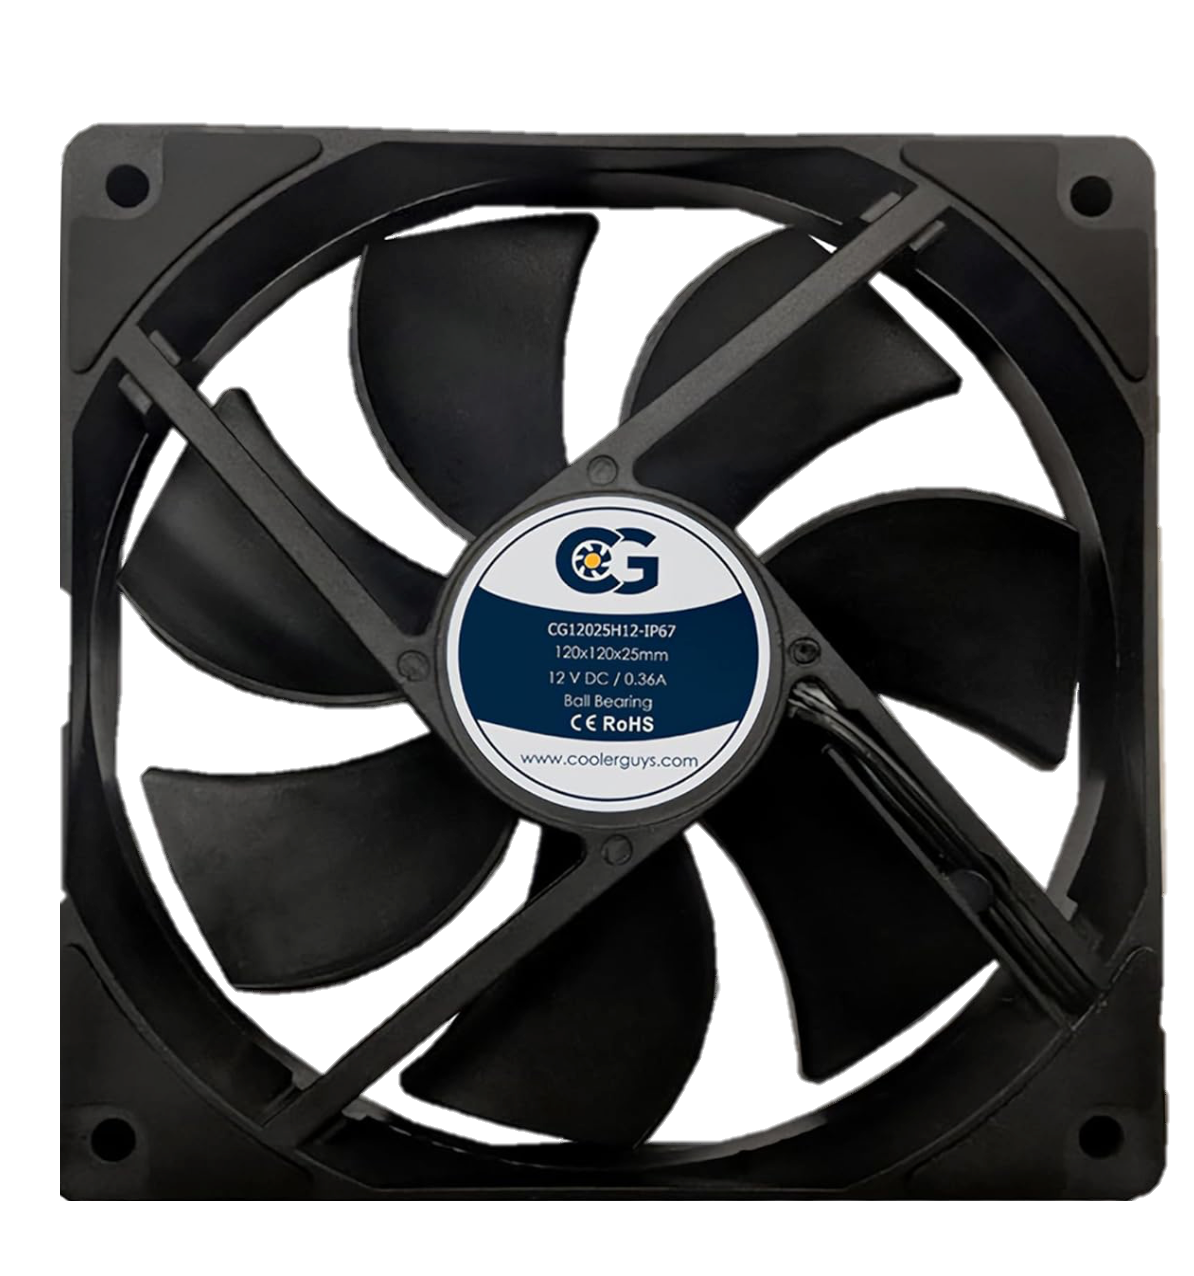 CG
CG12025H12-IP67
120x120x25mm
12 V DC / 0.36A
Ball Bearing
CE RoHS
www.coolerguys.com